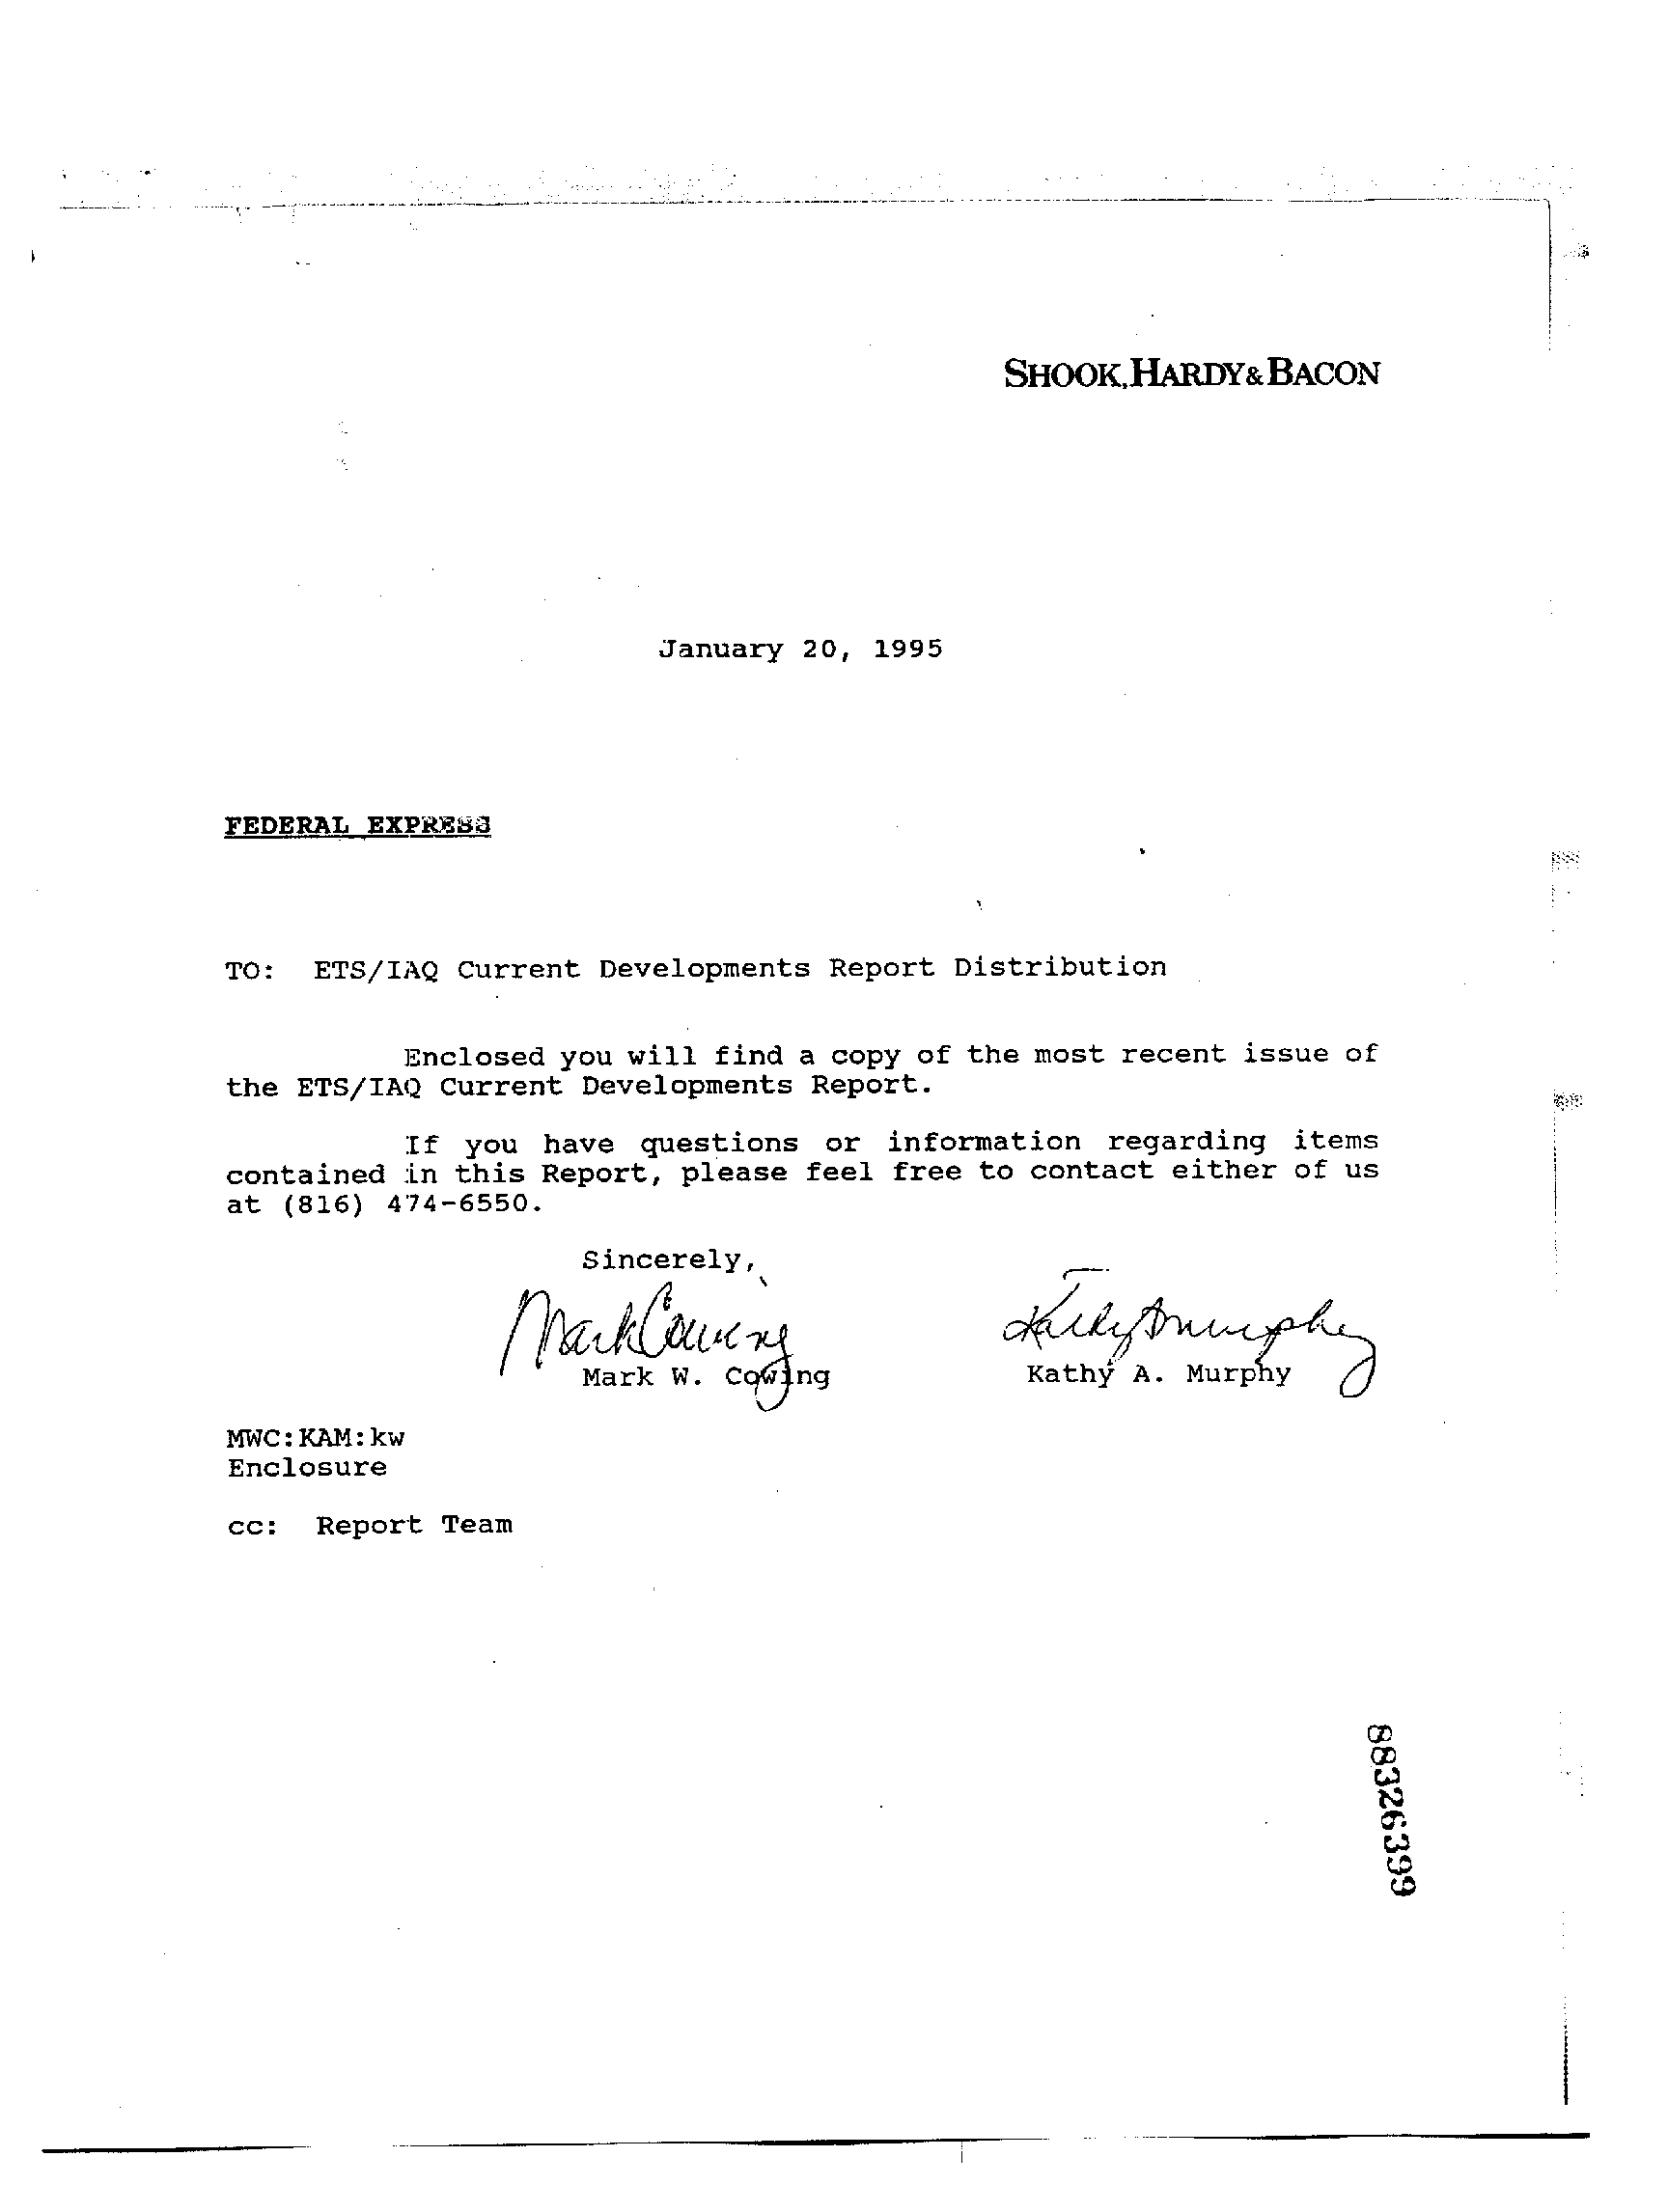 SHOOK, HARDY & BACON
January 20, 1995
FEDERAL EXPRESS
TO: ETS/IAQ Current Developments Report Distribution
Enclosed you will find a copy of the most recent issue of
the ETS/IAQ Current Developments Report.
If you have questions or information regarding items
contained in this Report, please feel free to contact either of us
at (816) 474-6550.
Sincerely,
Mark Cowing
Kathy A Murphy
Mark W. Cowing
Kathy A. Murphy
MWC:KAM:kw
Enclosure
cc: Report Team
88326399